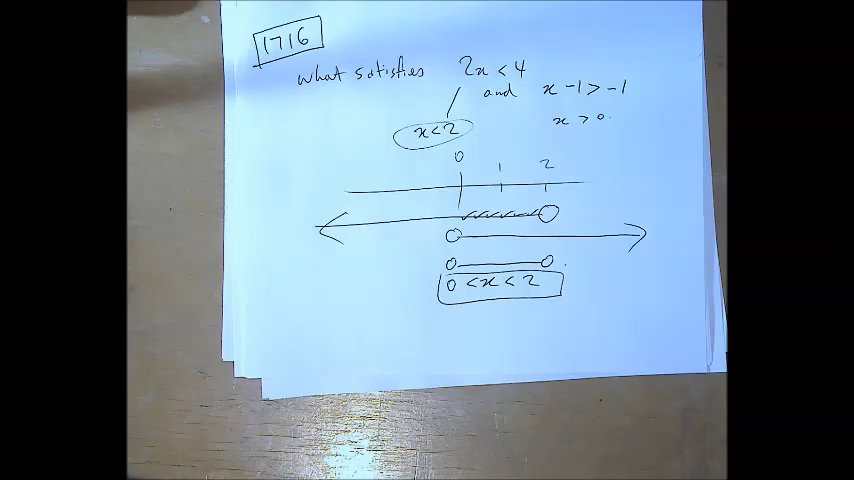 1716
what satisfies 2x < 4
and x - 1 > -1
x < 2
x > 0
0 1 2
0 < x < 2